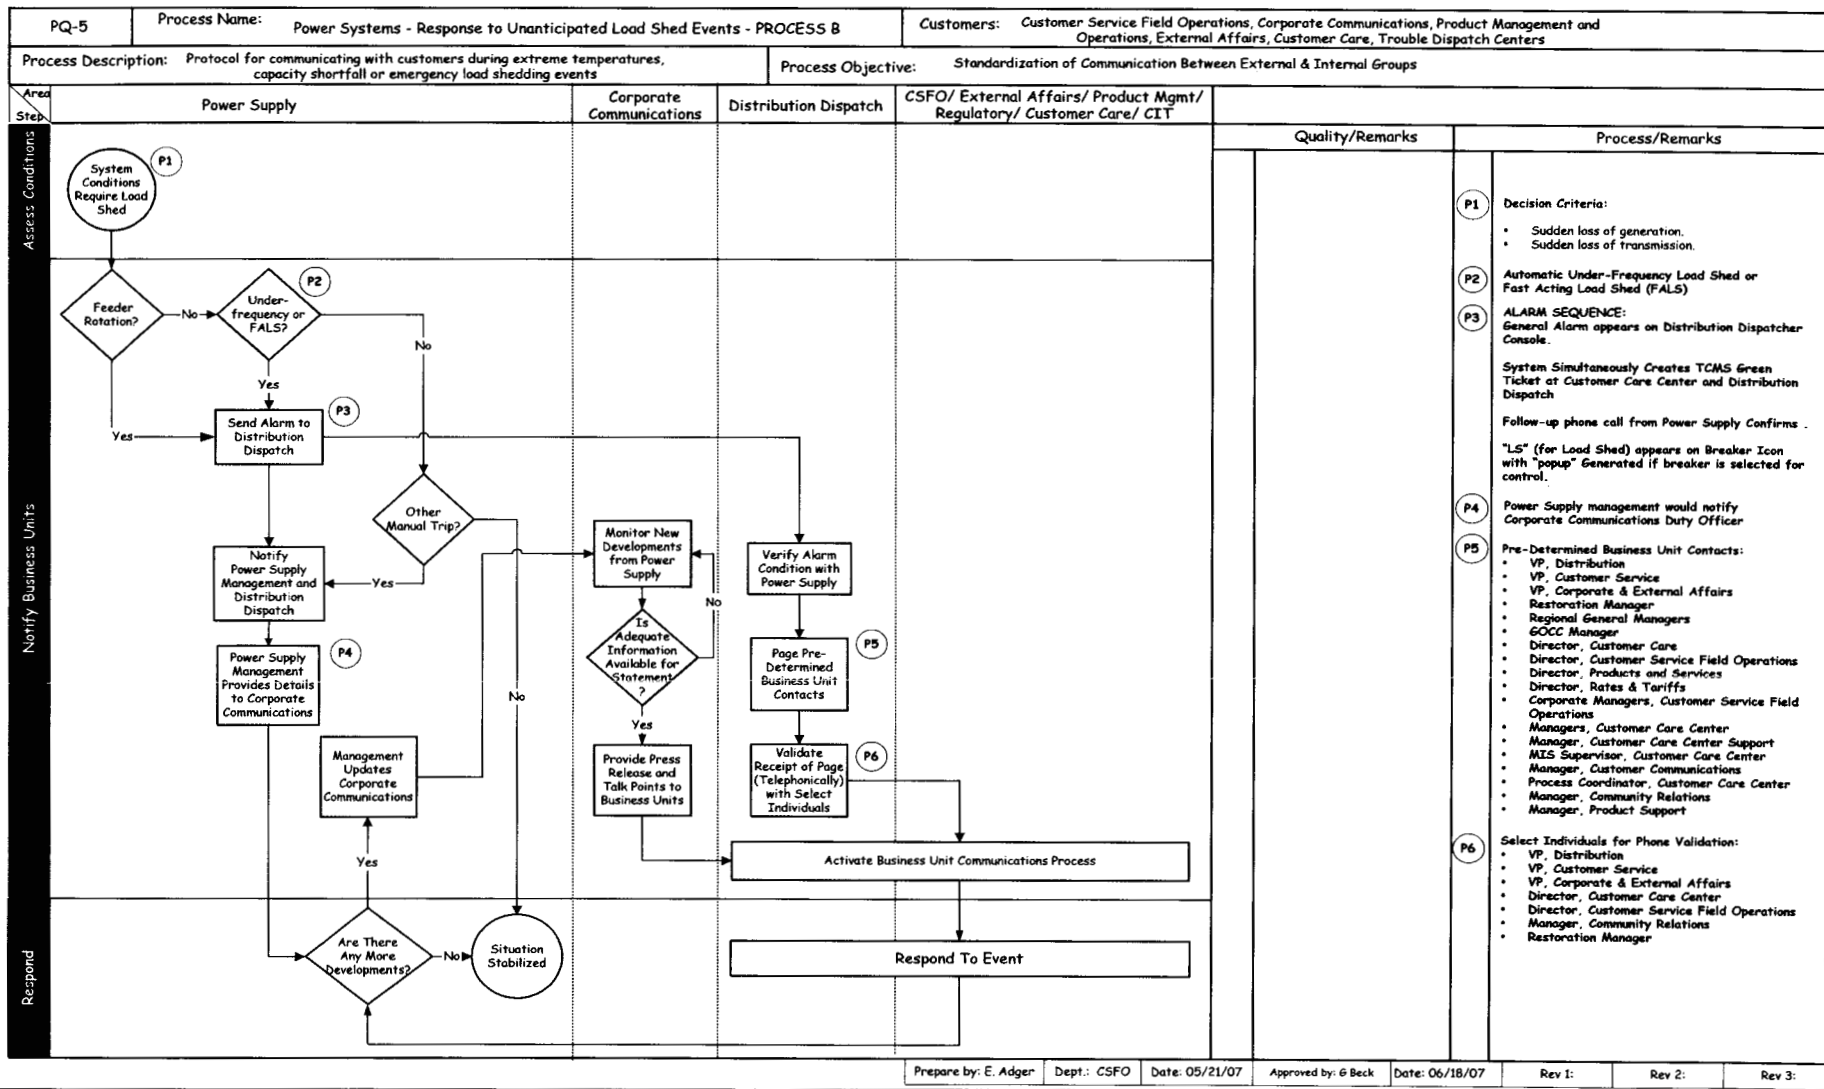 PQ-5
Process Name:
Power Systems - Response to Unanticipated Load Shed Events - PROCESS B
Customers:
Customer Service Field Operations, Corporate Communications, Product Management and
Operations, External Affairs, Customer Care, Trouble Dispatch Centers
Process Description:
Protocol for communicating with customers during extreme temperatures,
capacity shortfall or emergency load shedding events
Process Objective:
Standardization of Communication Between External & Internal Groups
Area
Step
Power Supply
Corporate
Communications
Distribution Dispatch
CSFO/ External Affairs/ Product Mgmt/
Regulatory/ Customer Care/ CIT
Quality/Remarks
Process/Remarks
Assess Conditions
System
Conditions
Require Load
Shed
P1
Notify Business Units
Feeder
Rotation?
No
Under-
frequency or
FALS?
P2
No
Yes
Yes
Send Alarm to
Distribution
Dispatch
P3
Other
Manual Trip?
Yes
No
Notify
Power Supply
Management and
Distribution
Dispatch
Power Supply
Management
Provides Details
to Corporate
Communications
P4
Management
Updates
Corporate
Communications
Yes
Monitor New
Developments
from Power
Supply
No
Is
Adequate
Information
Available for
Statement
?
Yes
Provide Press
Release and
Talk Points to
Business Units
Verify Alarm
Condition with
Power Supply
Page Pre-
Determined
Business Unit
Contacts
P5
Validate
Receipt of Page
(Telephonically)
with Select
Individuals
P6
Activate Business Unit Communications Process
Respond
Are There
Any More
Developments?
No
Situation
Stabilized
Respond To Event
P1
Decision Criteria:
• Sudden loss of generation.
• Sudden loss of transmission.
P2
Automatic Under-Frequency Load Shed or
Fast Acting Load Shed (FALS)
P3
ALARM SEQUENCE:
General Alarm appears on Distribution Dispatcher
Console.
System Simultaneously Creates TCMS Green
Ticket at Customer Care Center and Distribution
Dispatch
Follow-up phone call from Power Supply Confirms .
"LS" (for Load Shed) appears on Breaker Icon
with "popup" Generated if breaker is selected for
control.
P4
Power Supply management would notify
Corporate Communications Duty Officer
P5
Pre-Determined Business Unit Contacts:
• VP, Distribution
• VP, Customer Service
• VP, Corporate & External Affairs
• Restoration Manager
• Regional General Managers
• GOCC Manager
• Director, Customer Care
• Director, Customer Service Field Operations
• Director, Products and Services
• Director, Rates & Tariffs
• Corporate Managers, Customer Service Field
Operations
• Managers, Customer Care Center
• Manager, Customer Care Center Support
• MIS Supervisor, Customer Care Center
• Manager, Customer Communications
• Process Coordinator, Customer Care Center
• Manager, Community Relations
• Manager, Product Support
P6
Select Individuals for Phone Validation:
• VP, Distribution
• VP, Customer Service
• VP, Corporate & External Affairs
• Director, Customer Care Center
• Director, Customer Service Field Operations
• Manager, Community Relations
• Restoration Manager
Prepare by: E. Adger
Dept.: CSFO
Date: 05/21/07
Approved by: G Beck
Date: 06/18/07
Rev 1:
Rev 2:
Rev 3: